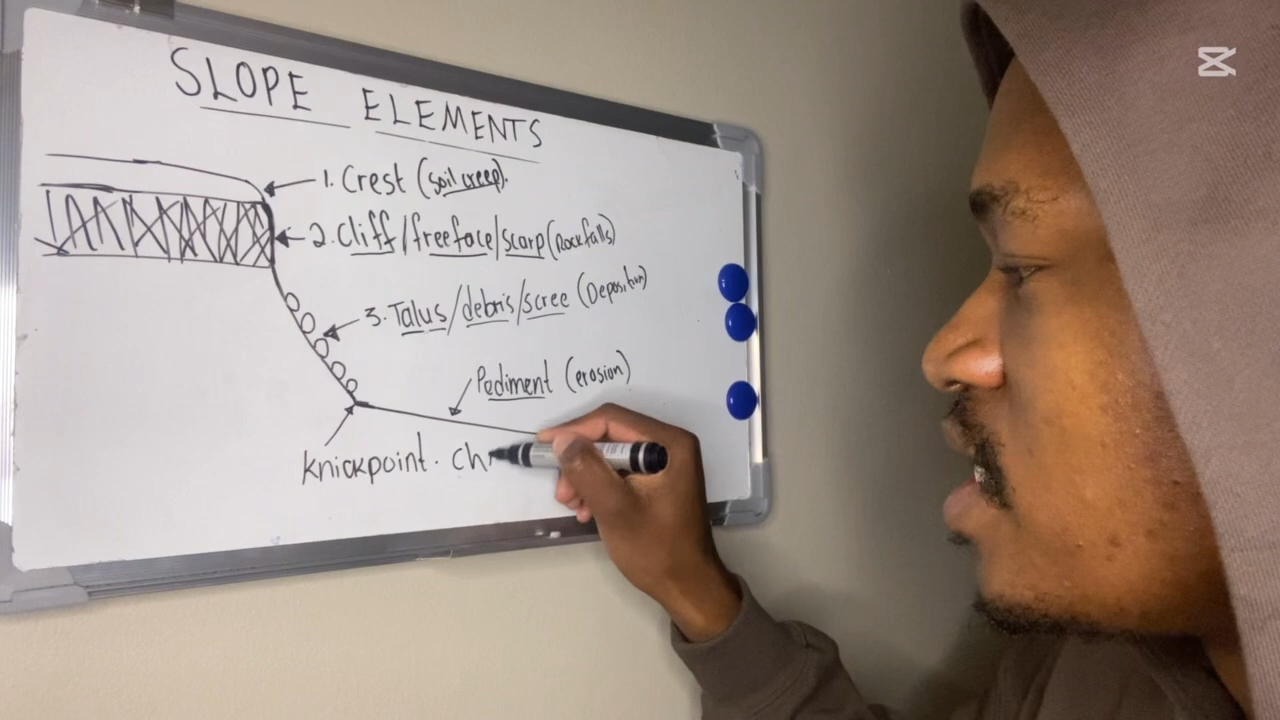 SLOPE ELEMENTS
1. Crest (soil creep).
2. Cliff/freeface/scarp (Rockfalls)
3. Talus/debris/scree (Deposition)
Pediment (erosion)
knickpoint. ch